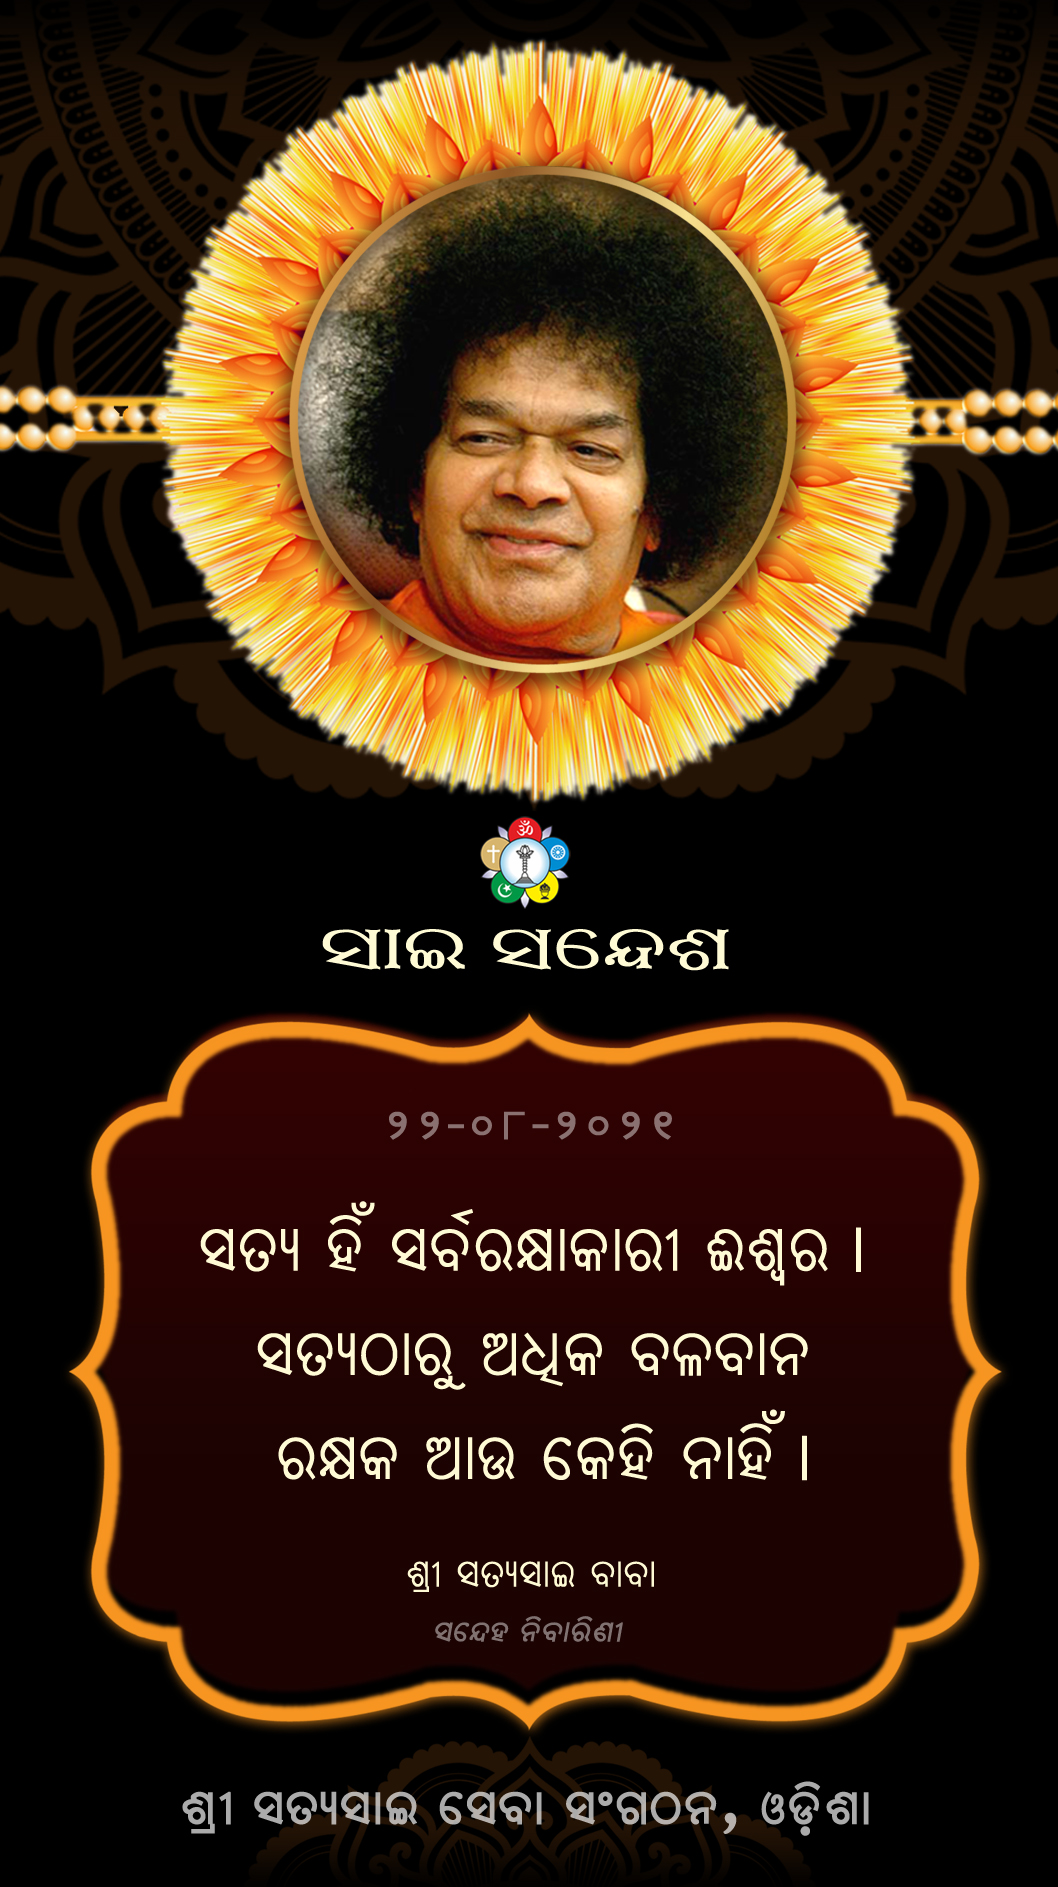 ॐ
ସାଇ ସନ୍ଦେଶ
୨୨-୦୮-୨୦୨୧
ସତ୍ୟ ହିଁ ସର୍ବରକ୍ଷାକାରୀ ଈଶ୍ୱର ।
ସତ୍ୟଠାରୁ ଅଧିକ ବଳବାନ
ରକ୍ଷକ ଆଉ କେହି ନାହିଁ ।
ଶ୍ରୀ ସତ୍ୟସାଇ ବାବା
ସନ୍ଦେହ ନିବାରିଣୀ
ଶ୍ରୀ ସତ୍ୟସାଇ ସେବା ସଂଗଠନ, ଓଡ଼ିଶା